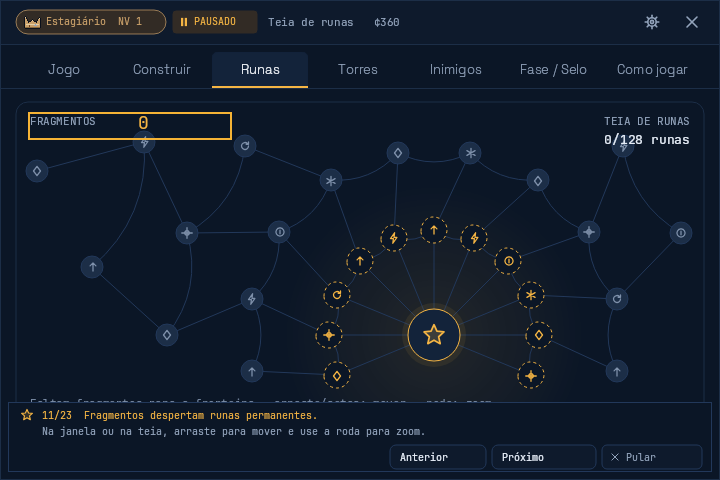 Estagiário NV 1 PAUSADO Teia de runas ¢360
Jogo Construir Runas Torres Inimigos Fase / Selo Como jogar
FRAGMENTOS 0 TEIA DE RUNAS
0/128 runas
11/23 Fragmentos despertam runas permanentes.
Na janela ou na teia, arraste para mover e use a roda para zoom.
Anterior Próximo Pular